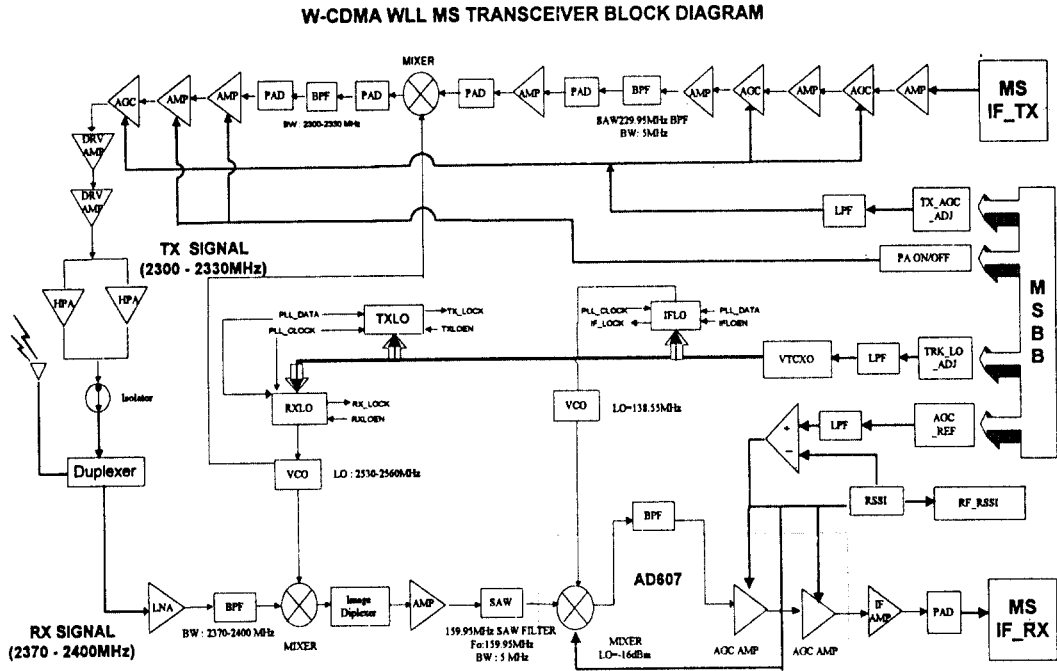 W-CDMA WLL MS TRANSCEIVER BLOCK DIAGRAM
MIXER
AGC
AMP
AMP
PAD
BPF
PAD
PAD
AMP
PAD
BPF
AMP
AGC
AMP
AGC
AMP
MS
IF_TX
BW : 2300-2330 MHz
SAW229.95MHz BPF
BW: 5MHz
DRV
AMP
DRV
AMP
LPF
TX_AGC
_ADJ
TX SIGNAL
(2300 - 2330MHz)
PA ON/OFF
MSBB
HPA
HPA
PLL_DATA
PLL_CLOCK
TXLO
TX_LOCK
TXLOEN
PLL_CLOCK
IF_LOCK
IFLO
PLL_DATA
IFLOEN
VTCXO
LPF
TRK_LO
_ADJ
Isolator
RXLO
RX_LOCK
RXLOEN
VCO
LO=138.55MHz
+
−
LPF
AGC
_REF
Duplexer
VCO
LO : 2530-2560MHz
RSSI
RF_RSSI
BPF
AD607
LNA
BPF
Image
Diplexer
AMP
SAW
IF
AMP
PAD
MS
IF_RX
RX SIGNAL
(2370 - 2400MHz)
BW : 2370-2400 MHz
MIXER
159.95MHz SAW FILTER
Fo:159.95MHz
BW : 5 MHz
MIXER
LO=-16dBm
AGC AMP
AGC AMP